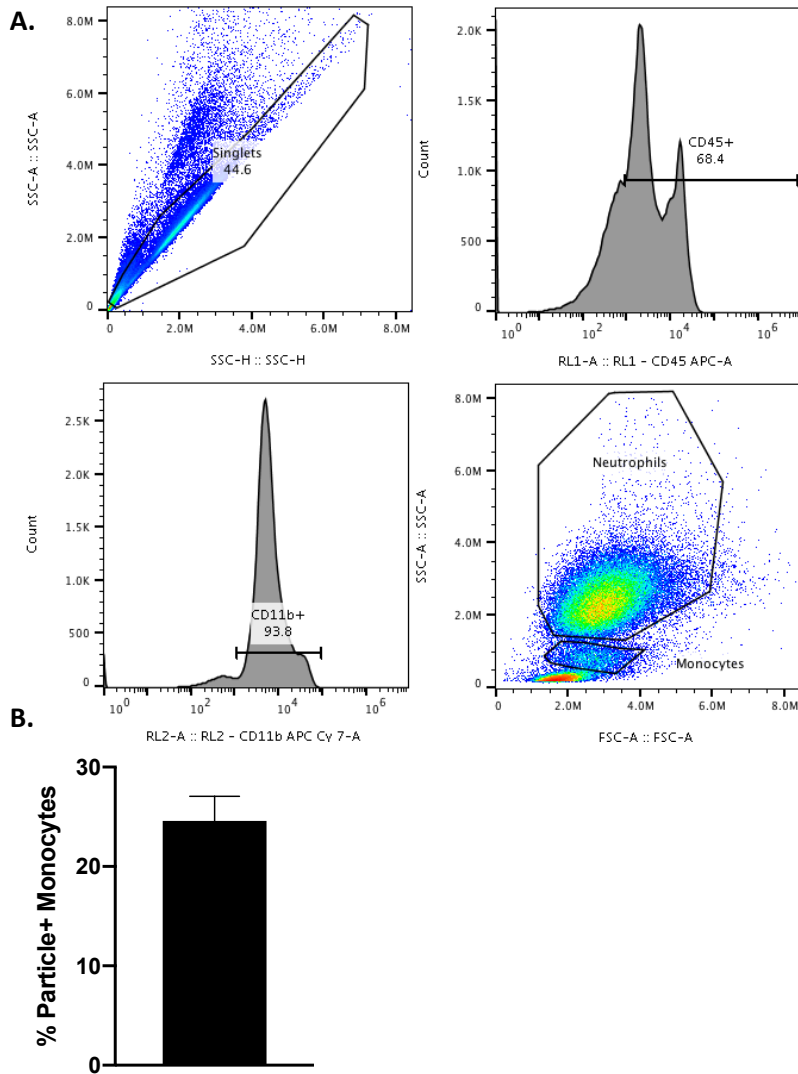 A.
8.0M
6.0M
4.0M
2.0M
0
SSC-A :: SSC-A
Singlets
44.6
0
2.0M
4.0M
6.0M
8.0M
SSC-H :: SSC-H
2.0K
1.5K
1.0K
500
0
Count
CD45+
68.4
10^0
10^2
10^4
10^6
RL1-A :: RL1 - CD45 APC-A
2.5K
2.0K
1.5K
1.0K
500
0
Count
CD11b+
93.8
10^0
10^2
10^4
10^6
RL2-A :: RL2 - CD11b APC Cy 7-A
8.0M
6.0M
4.0M
2.0M
0
SSC-A :: SSC-A
Neutrophils
Monocytes
0
2.0M
4.0M
6.0M
8.0M
FSC-A :: FSC-A
B.
30
20
10
0
% Particle+ Monocytes